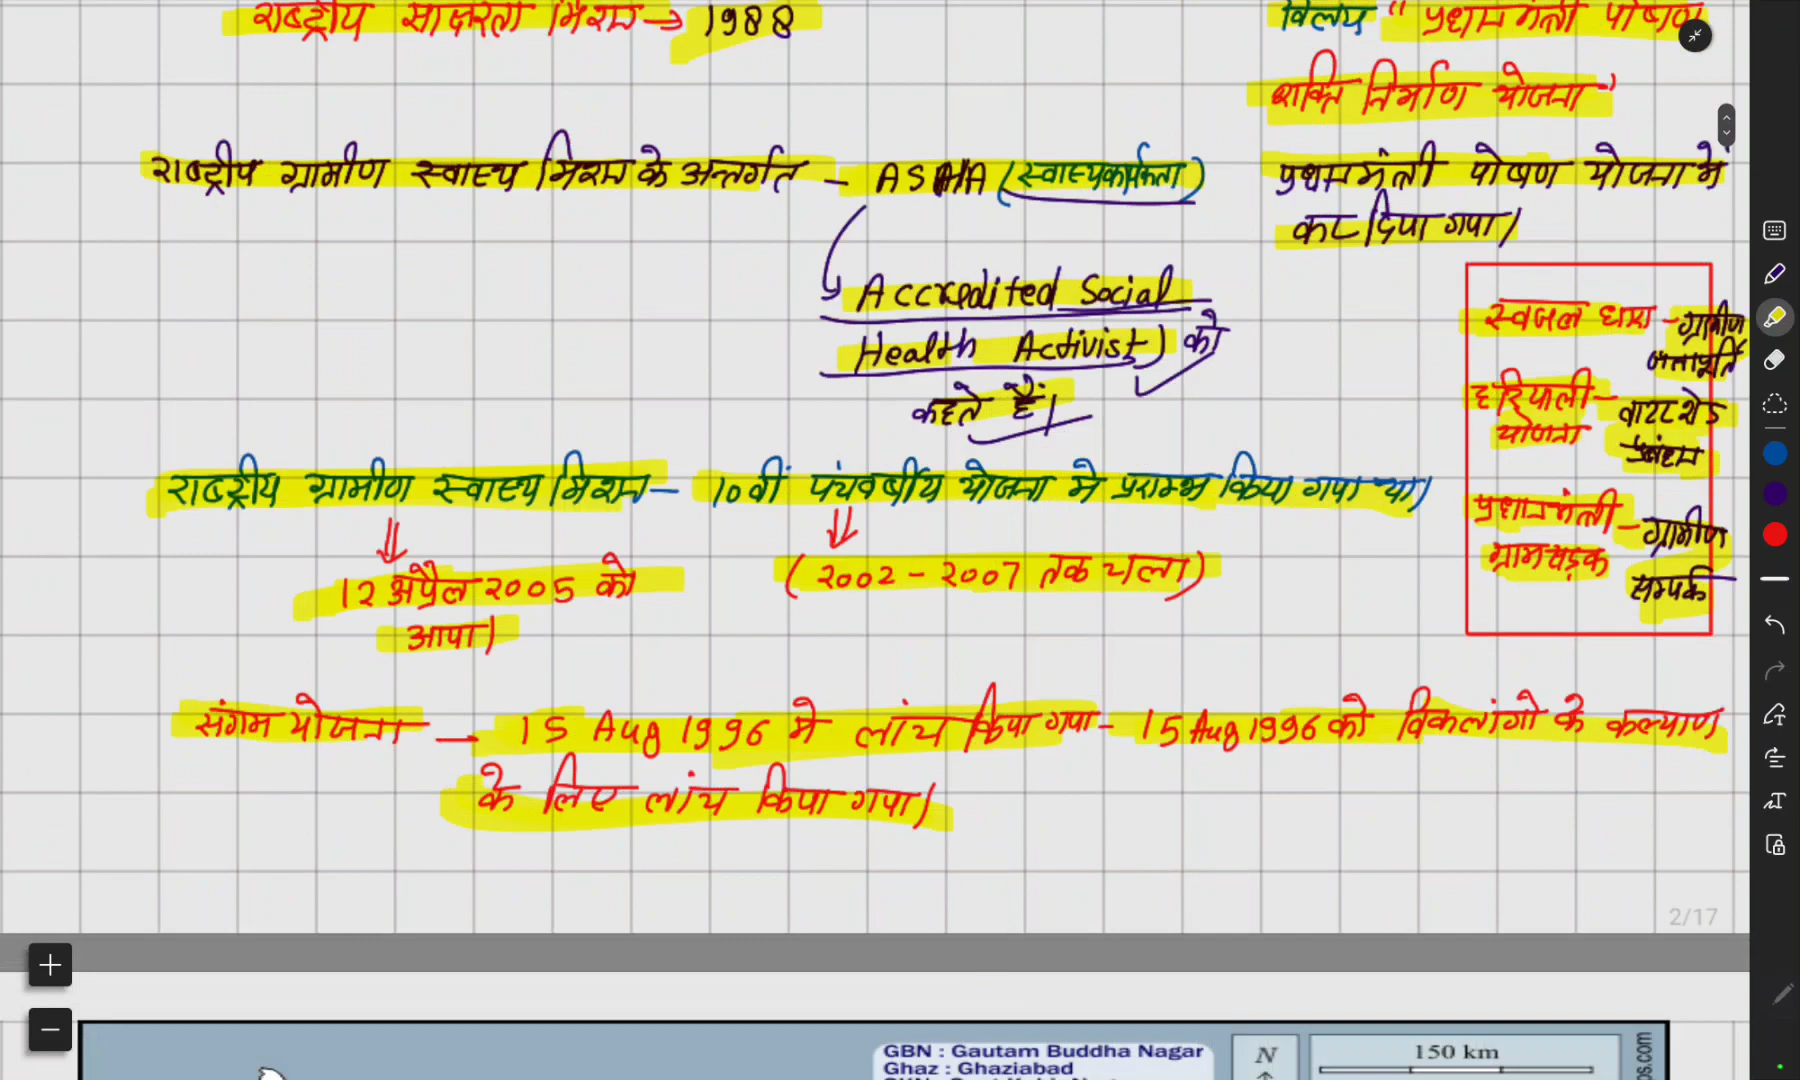 राष्ट्रीय साक्षरता मिशन → 1988
विलय "प्रधानमंत्री पोषण
शक्ति निर्माण योजना"
प्रधानमंत्री पोषण योजना मे
कर दिया गया।
राष्ट्रीय ग्रामीण स्वास्थ्य मिशन के अन्तर्गत - ASHA (स्वास्थ्यकार्यकर्ता)
Accredited Social
Health Activist) को
कहते हैं।
स्वजल धारा - ग्रामीण
जलापूर्ति
हरियाली - वाटरशेड
योजना प्रबंधन
प्रधानमंत्री - ग्रामीण
ग्राम सड़क सम्पर्क
राष्ट्रीय ग्रामीण स्वास्थ्य मिशन - 10वीं पंचवर्षीय योजना मे प्रारम्भ किया गया था।
12 अप्रैल 2005 को
आया।
(2002-2007 तक चला)
संगम योजना - 15 Aug 1996 मे लांच किया गया - 15 Aug 1996 को विकलांगो के कल्याण
के लिए लांच किया गया।
2/17
GBN : Gautam Buddha Nagar
Ghaz : Ghaziabad
N
150 km